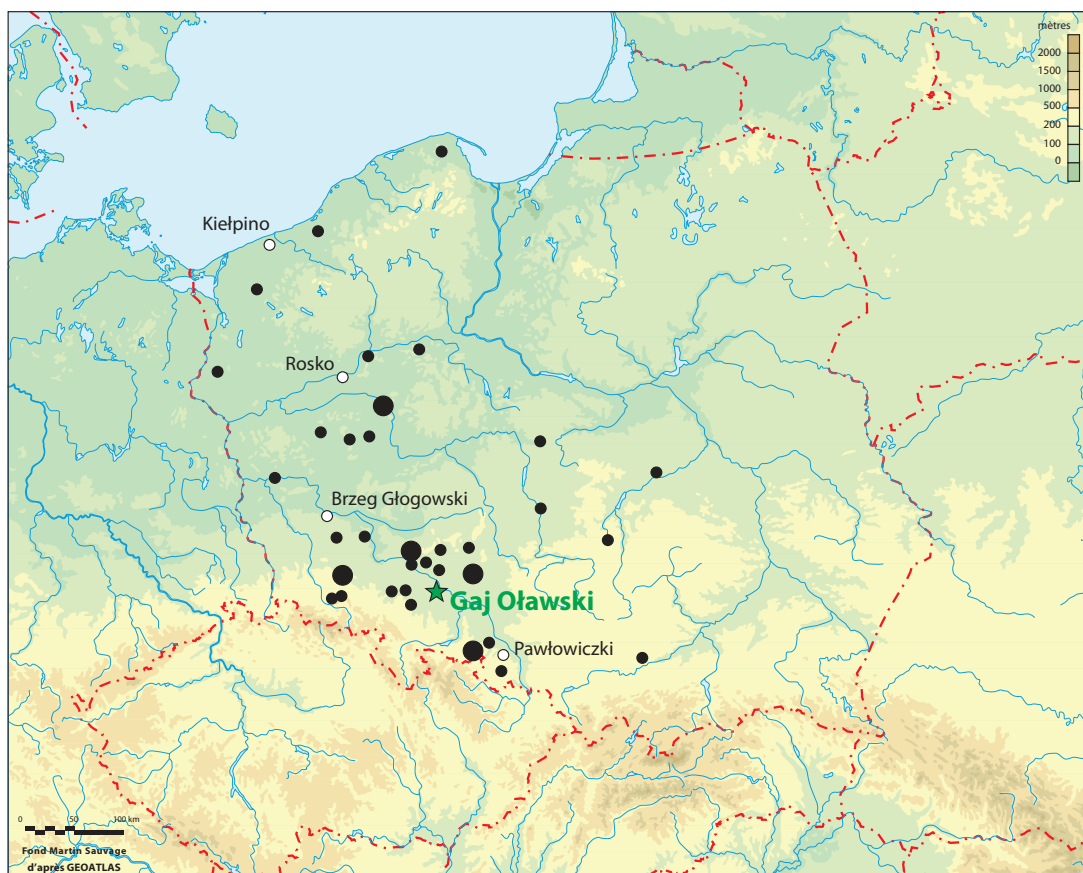 mètres
2000
1500
1000
500
200
100
0
Kiełpino
Rosko
Brzeg Głogowski
Gaj Oławski
Pawłowiczki
0 50 100 km
Fond Martin Sauvage
d'après GEOATLAS